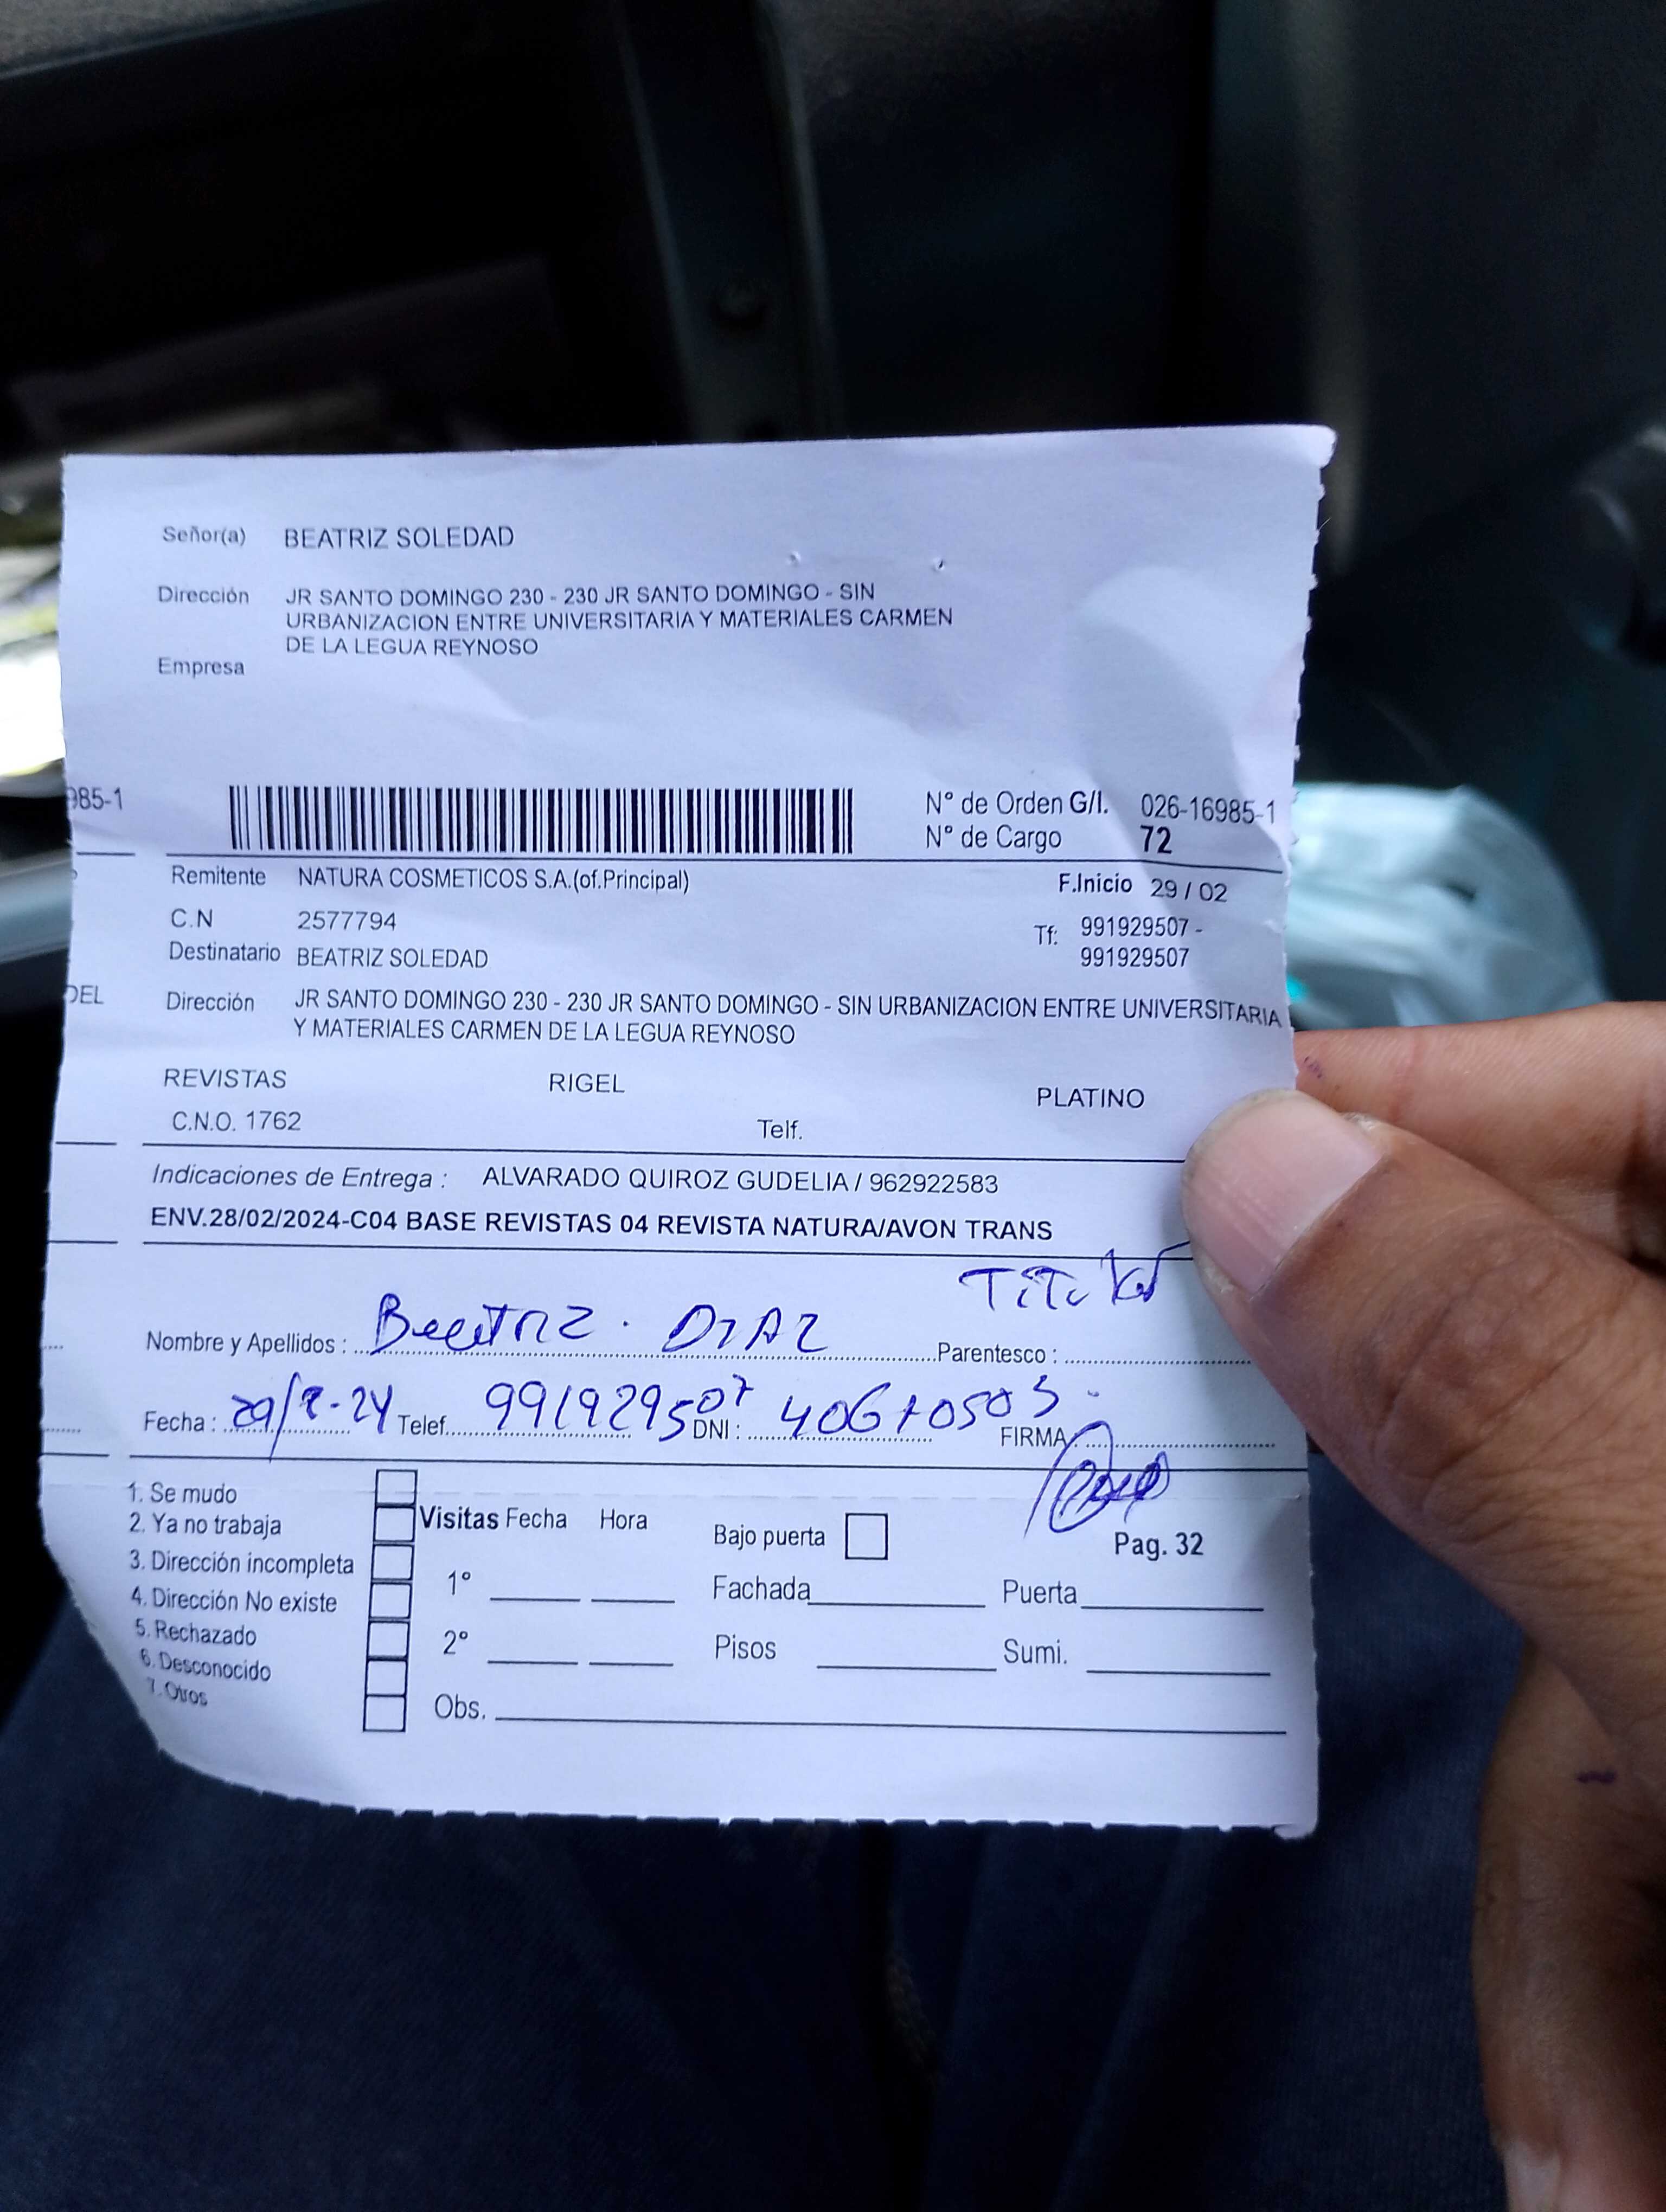 Señor(a) BEATRIZ SOLEDAD
Dirección JR SANTO DOMINGO 230 - 230 JR SANTO DOMINGO - SIN
URBANIZACION ENTRE UNIVERSITARIA Y MATERIALES CARMEN
DE LA LEGUA REYNOSO
Empresa
985-1
N° de Orden G/I. 026-16985-1
N° de Cargo 72
Remitente NATURA COSMETICOS S.A.(of.Principal) F.Inicio 29 / 02
C.N 2577794 Tf: 991929507 -
Destinatario BEATRIZ SOLEDAD 991929507
DEL
Dirección JR SANTO DOMINGO 230 - 230 JR SANTO DOMINGO - SIN URBANIZACION ENTRE UNIVERSITARIA
Y MATERIALES CARMEN DE LA LEGUA REYNOSO
REVISTAS RIGEL PLATINO
C.N.O. 1762 Telf.
Indicaciones de Entrega : ALVARADO QUIROZ GUDELIA / 962922583
ENV.28/02/2024-C04 BASE REVISTAS 04 REVISTA NATURA/AVON TRANS
Nombre y Apellidos : Beatriz. DIAZ Parentesco : Titular
Fecha : 29/2-24 Telef. 991929507 DNI : FIRMA :
1. Se mudo
2. Ya no trabaja
3. Dirección incompleta
4. Dirección No existe
5. Rechazado
6. Desconocido
7. Otros
Visitas Fecha Hora
1°
2°
Obs.
Bajo puerta
Pag. 32
Fachada Puerta
Pisos Sumi.